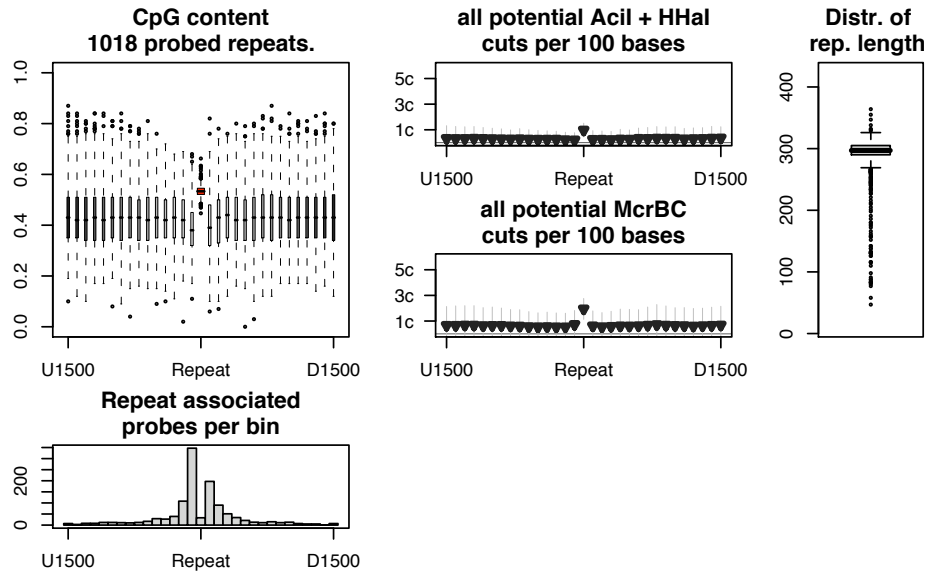 CpG content
1018 probed repeats.
1.0
0.8
0.6
0.4
0.2
0.0
U1500 Repeat D1500
all potential AciI + HHaI
cuts per 100 bases
5c
3c
1c
U1500 Repeat D1500
all potential McrBC
cuts per 100 bases
5c
3c
1c
U1500 Repeat D1500
Distr. of
rep. length
400
300
200
100
0
Repeat associated
probes per bin
200
0
U1500 Repeat D1500